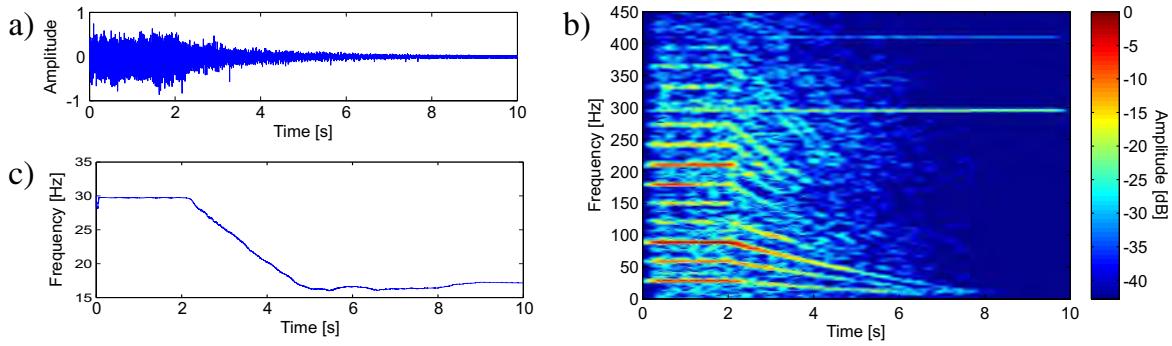 a)
Amplitude
1
0
-1
0 2 4 6 8 10
Time [s]
c)
Frequency [Hz]
35
30
25
20
15
0 2 4 6 8 10
Time [s]
b)
Frequency [Hz]
450
400
350
300
250
200
150
100
50
0
0 2 4 6 8 10
Time [s]
0
-5
-10
-15
-20
-25
-30
-35
-40
Amplitude [dB]